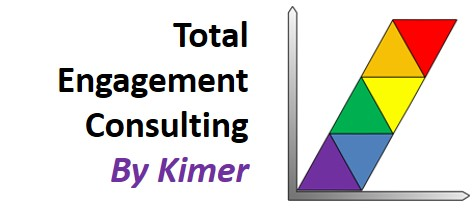 Total
Engagement
Consulting
By Kimer